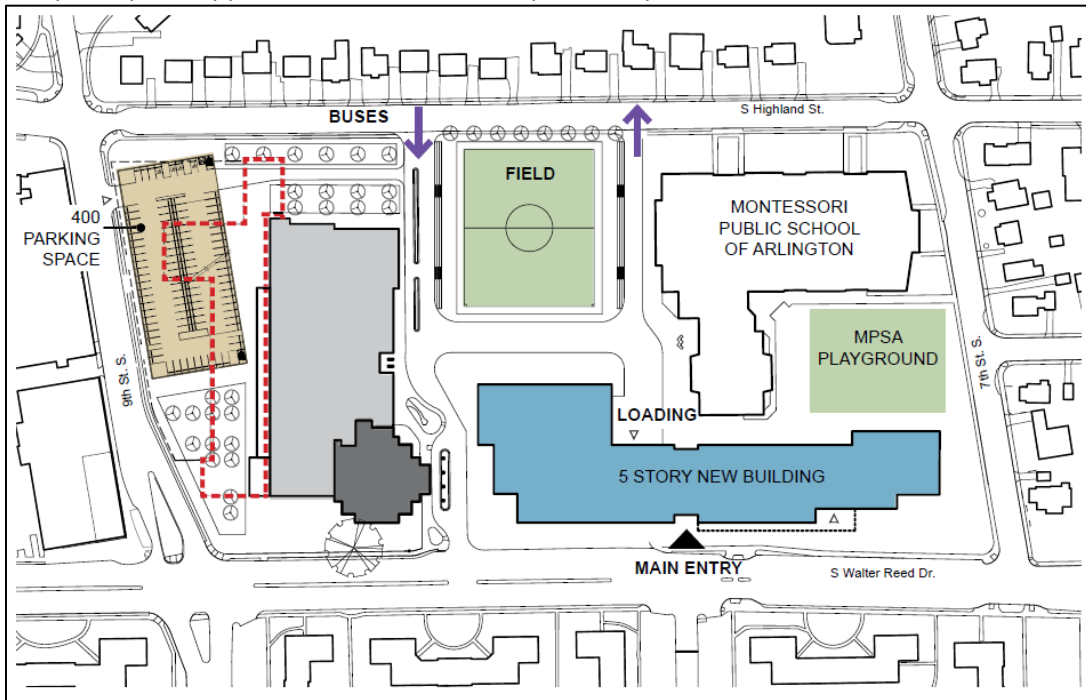 BUSES
S Highland St.
FIELD
400
PARKING
SPACE
MONTESSORI
PUBLIC SCHOOL
OF ARLINGTON
MPSA
PLAYGROUND
9th St. S.
7th St. S.
LOADING
5 STORY NEW BUILDING
MAIN ENTRY
S Walter Reed Dr.